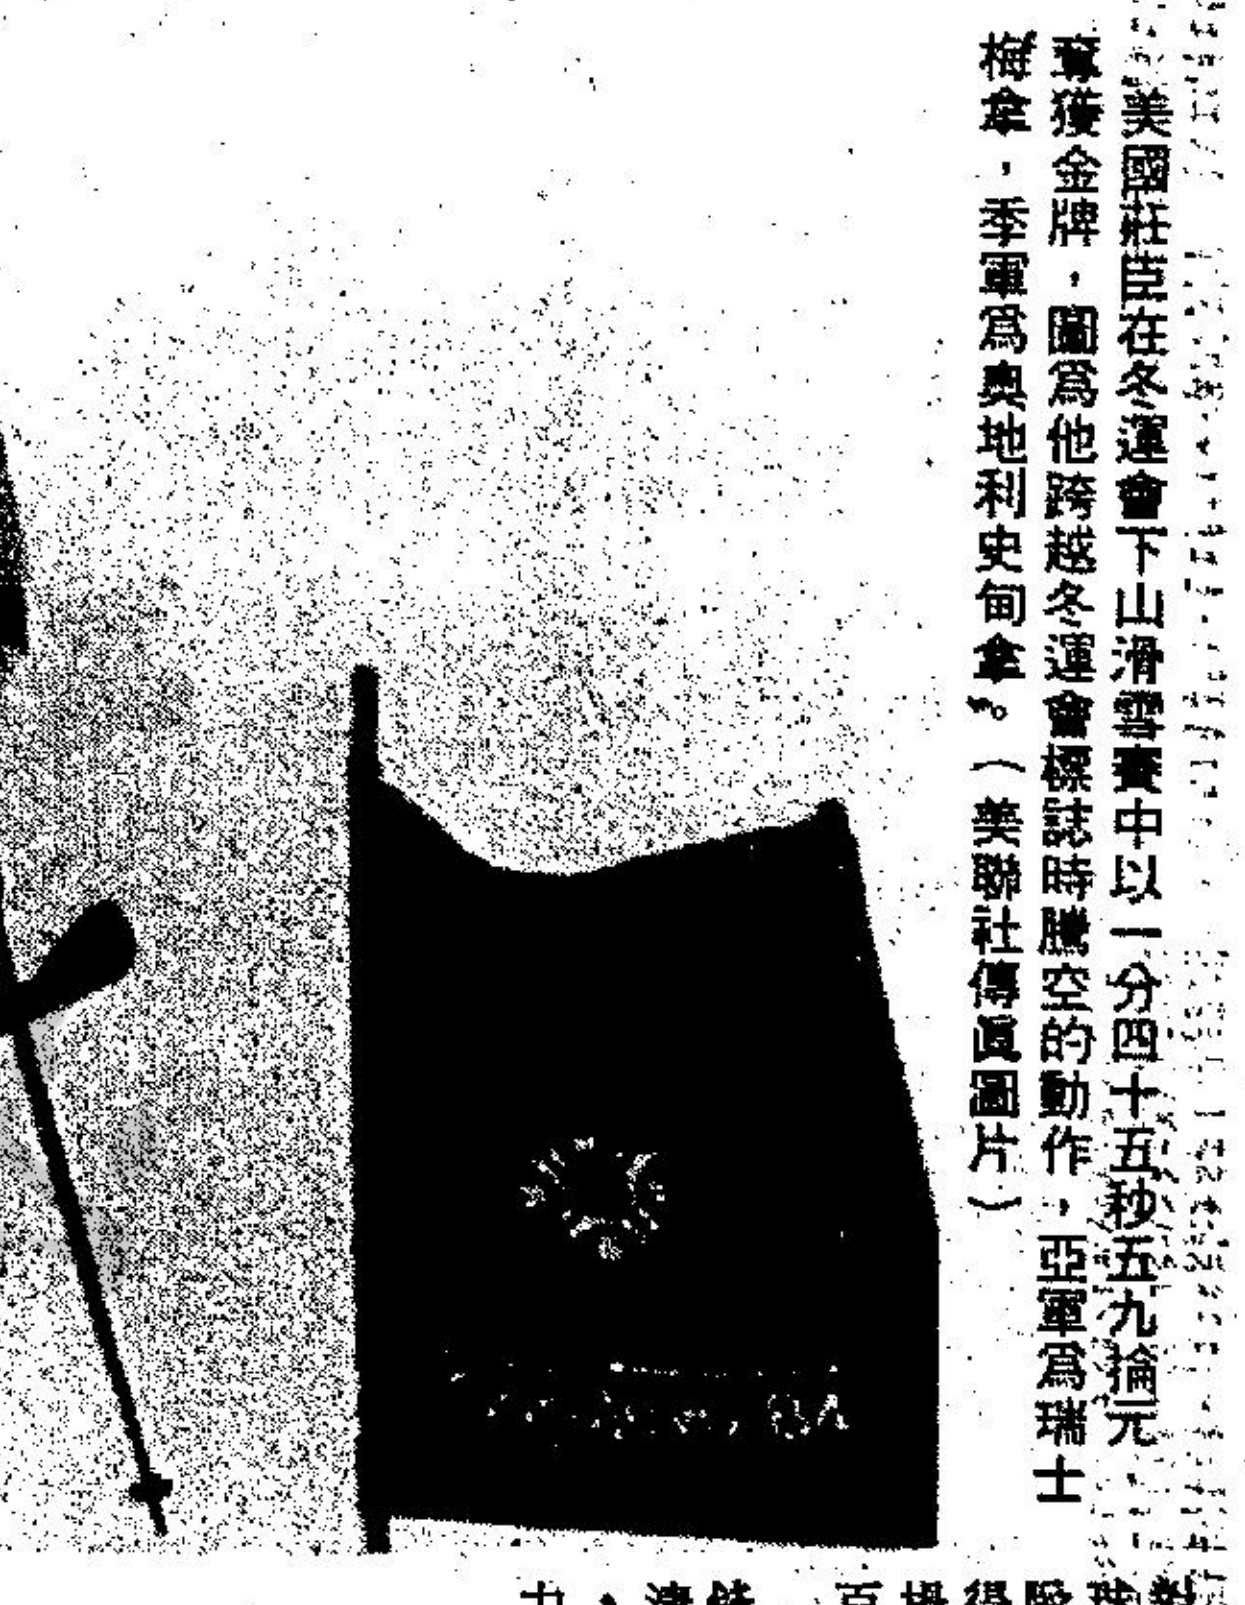 美國莊臣在冬運會下山滑雪賽中以一分四十五秒五九掄元
奪獲金牌，圖爲他跨越冬運會標誌時騰空的動作，亞軍爲瑞士
梅拿，季軍爲奧地利史甸拿。（美聯社傳眞圖片）